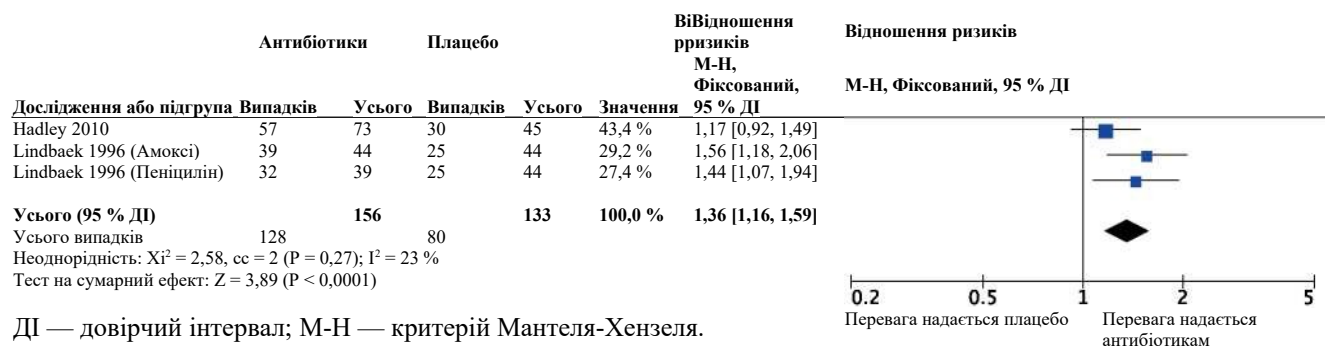 Антибіотики Плацебо ВіВідношення рризиків М-Н, Фіксований, 95 % ДІ Відношення ризиків
М-Н, Фіксований, 95 % ДІ
Дослідження або підгрупа Випадків Усього Випадків Усього Значення
Hadley 2010 57 73 30 45 43,4 % 1,17 [0,92, 1,49]
Lindbaek 1996 (Амоксі) 39 44 25 44 29,2 % 1,56 [1,18, 2,06]
Lindbaek 1996 (Пеніцилін) 32 39 25 44 27,4 % 1,44 [1,07, 1,94]
Усього (95 % ДІ) 156 133 100,0 % 1,36 [1,16, 1,59]
Усього випадків 128 80
Неоднорідність: Xi² = 2,58, сс = 2 (P = 0,27); I² = 23 %
Тест на сумарний ефект: Z = 3,89 (P < 0,0001)
0.2 0.5 1 2 5
Перевага надається плацебо
Перевага надається
антибіотикам
ДІ — довірчий інтервал; М-Н — критерій Мантеля-Хензеля.